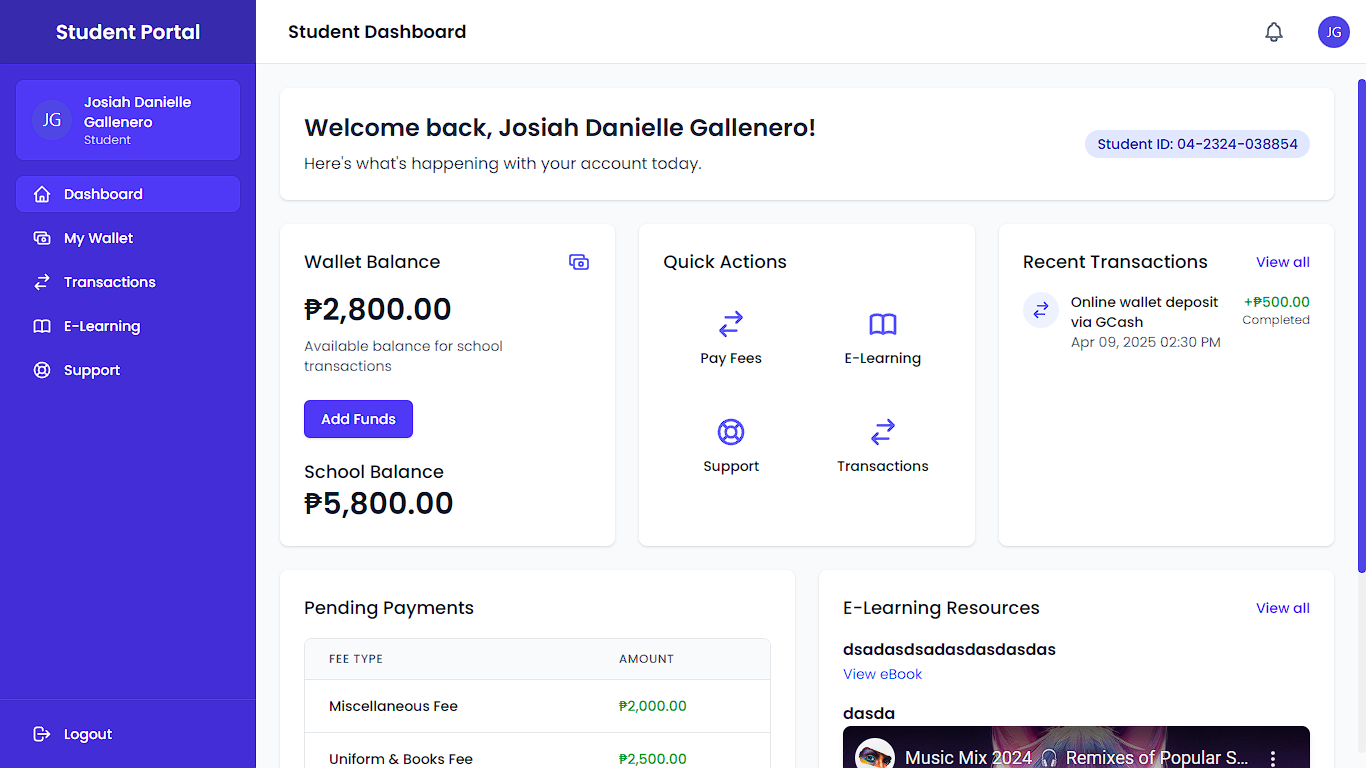 Student Portal
Student Dashboard
JG
JG
Josiah Danielle
Gallenero
Student
Dashboard
My Wallet
Transactions
E-Learning
Support
Logout
Welcome back, Josiah Danielle Gallenero!
Here's what's happening with your account today.
Student ID: 04-2324-038854
Wallet Balance
₱2,800.00
Available balance for school
transactions
Add Funds
School Balance
₱5,800.00
Quick Actions
Pay Fees
E-Learning
Support
Transactions
Recent Transactions
View all
Online wallet deposit
via GCash
Apr 09, 2025 02:30 PM
+₱500.00
Completed
Pending Payments
FEE TYPE
AMOUNT
Miscellaneous Fee
₱2,000.00
Uniform & Books Fee
₱2,500.00
E-Learning Resources
View all
dsadasdsadasdasdasdas
View eBook
dasda
Music Mix 2024 🎧 Remixes of Popular S...